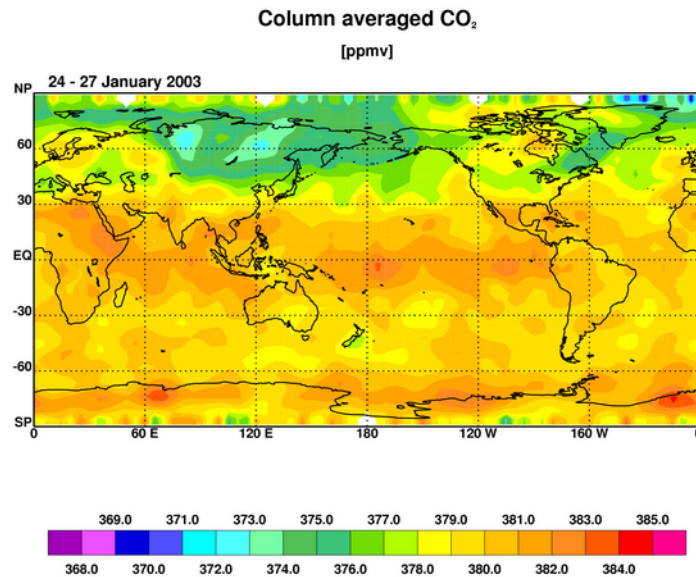 Column averaged CO₂
[ppmv]
24 - 27 January 2003
NP
60
30
EQ
-30
-60
SP
0 60 E 120 E 180 120 W 160 W 0
369.0 371.0 373.0 375.0 377.0 379.0 381.0 383.0 385.0
368.0 370.0 372.0 374.0 376.0 378.0 380.0 382.0 384.0